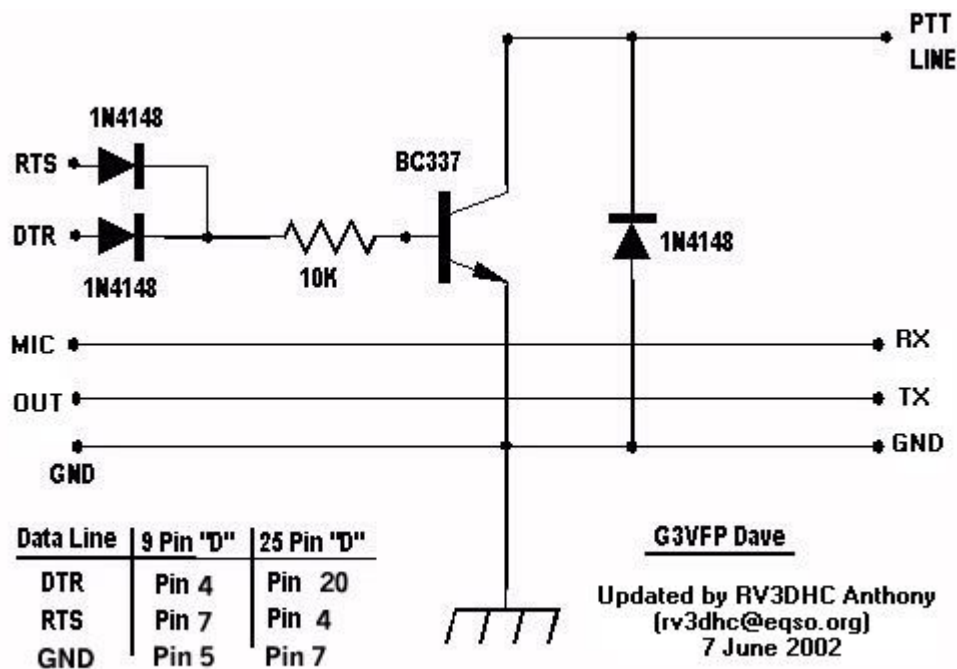 PTT
LINE
1N4148
RTS
BC337
DTR
1N4148
10K
1N4148
MIC
RX
OUT
TX
GND
GND
Data Line 9 Pin "D" 25 Pin "D"
DTR Pin 4 Pin 20
RTS Pin 7 Pin 4
GND Pin 5 Pin 7
G3VFP Dave
Updated by RV3DHC Anthony
(rv3dhc@eqso.org)
7 June 2002